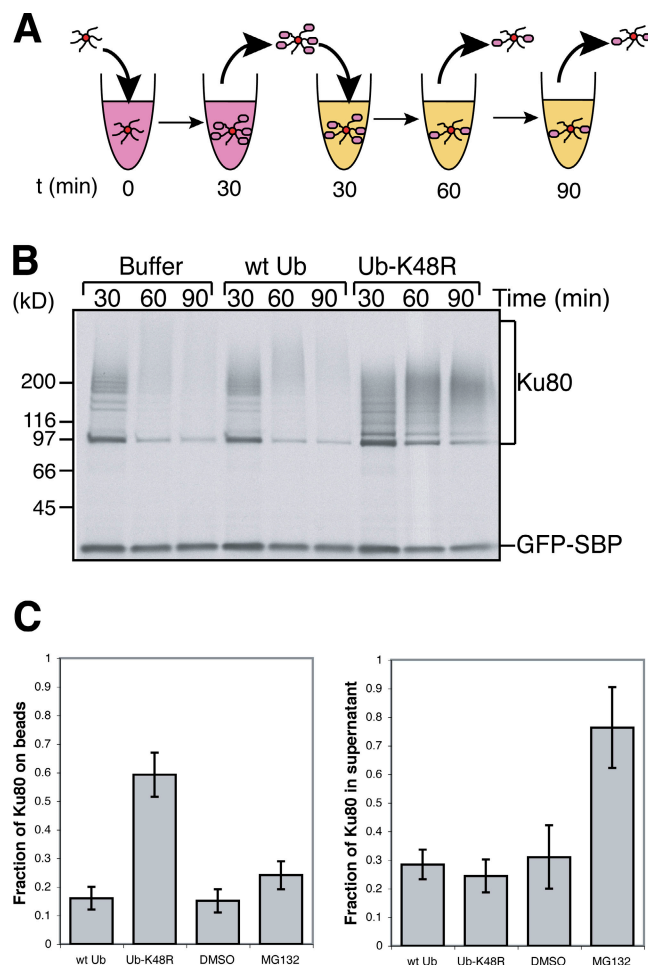 A
t (min) 0 30 30 60 90
B
Buffer wt Ub Ub-K48R
(kD) 30 60 90 30 60 90 30 60 90 Time (min)
200
Ku80
116
97
66
45
GFP-SBP
C
Fraction of Ku80 on beads
1
0.9
0.8
0.7
0.6
0.5
0.4
0.3
0.2
0.1
0
wt Ub Ub-K48R DMSO MG132
Fraction of Ku80 in supernatant
1
0.9
0.8
0.7
0.6
0.5
0.4
0.3
0.2
0.1
0
wt Ub Ub-K48R DMSO MG132